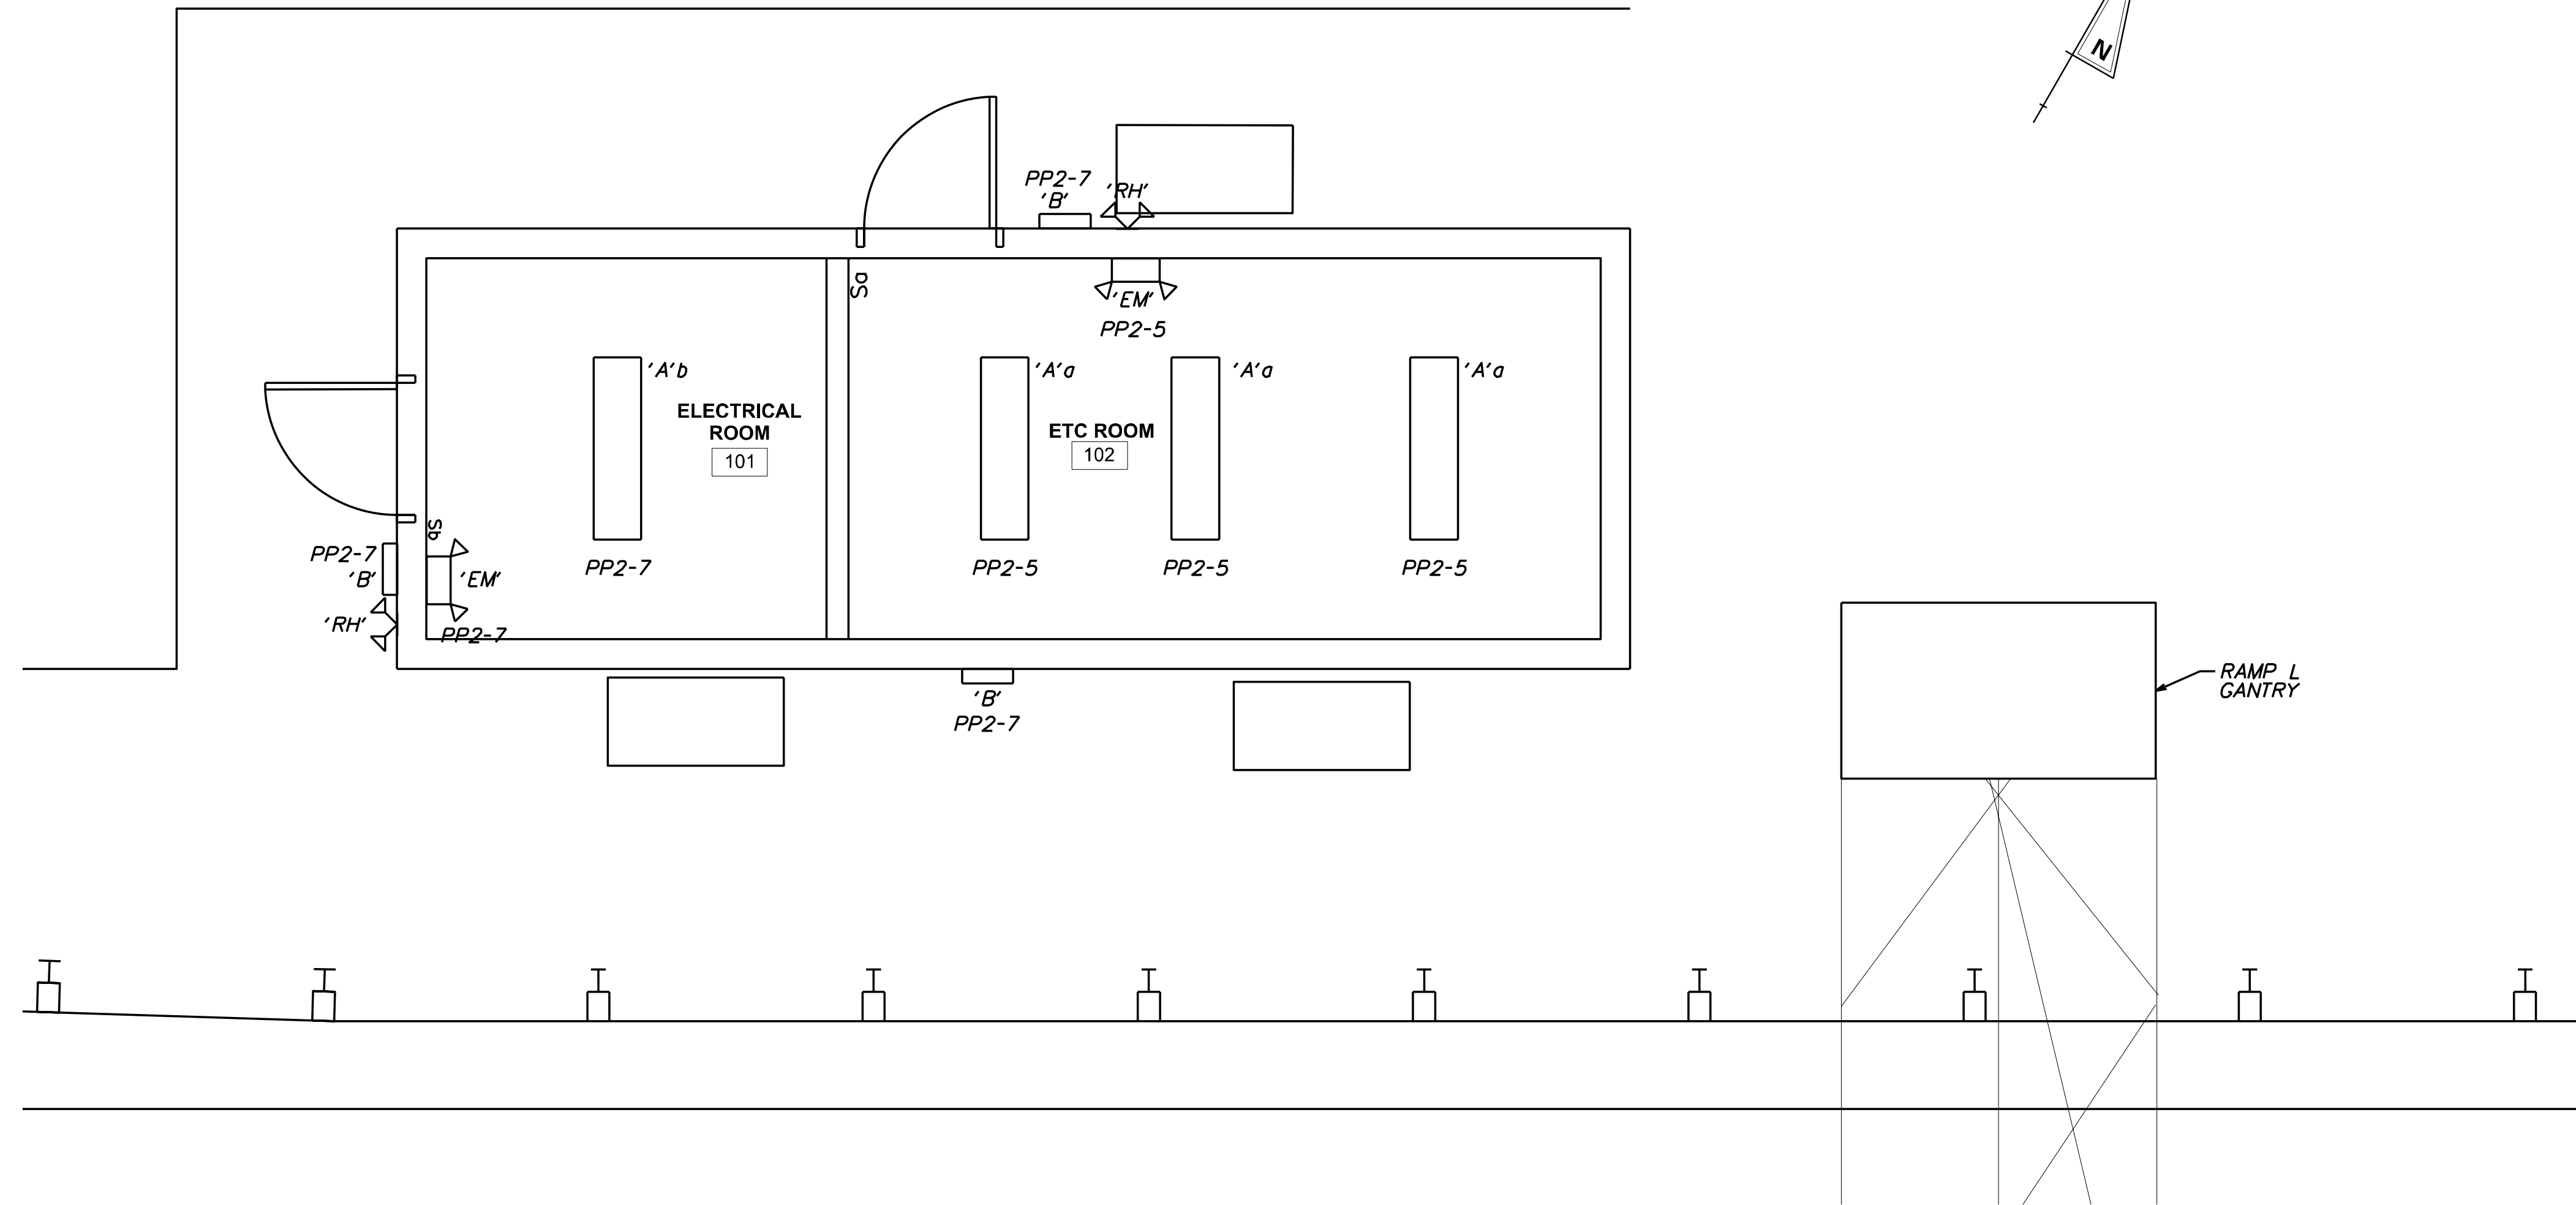 N
PP2-7
'B'
'RH'
Sa
'EM'
PP2-5
'A'b
'A'a
'A'a
'A'a
ELECTRICAL
ROOM
101
ETC ROOM
102
Sb
PP2-7
'B'
'EM'
'RH'
PP2-7
PP2-7
PP2-5
PP2-5
PP2-5
'B'
PP2-7
RAMP L
GANTRY